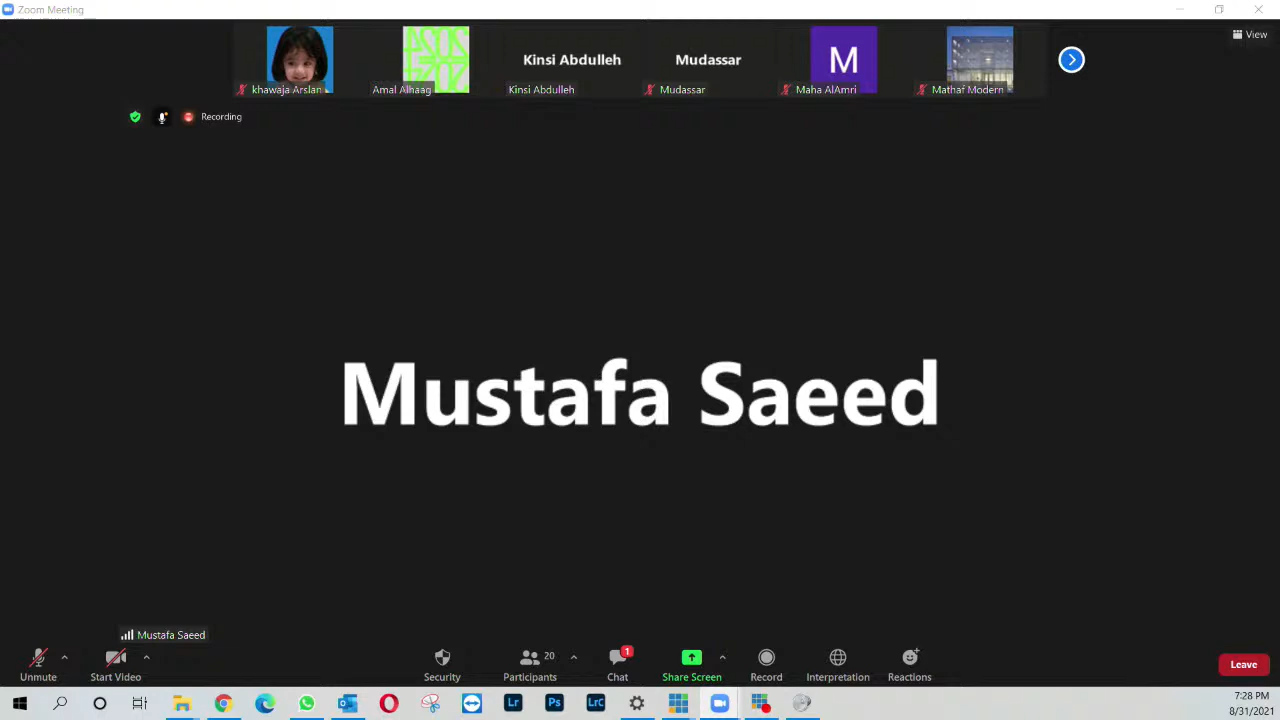 Zoom Meeting
View
Kinsi Abdulleh
Mudassar
M
khawaja Arslan
Amal Alhaag
Kinsi Abdulleh
Mudassar
Maha AlAmri
Mathaf Modern
Recording
Mustafa Saeed
Mustafa Saeed
Unmute
Start Video
Security
20
Participants
1
Chat
Share Screen
Record
Interpretation
Reactions
Leave
Lr
Ps
LrC
7:28 PM
8/31/2021